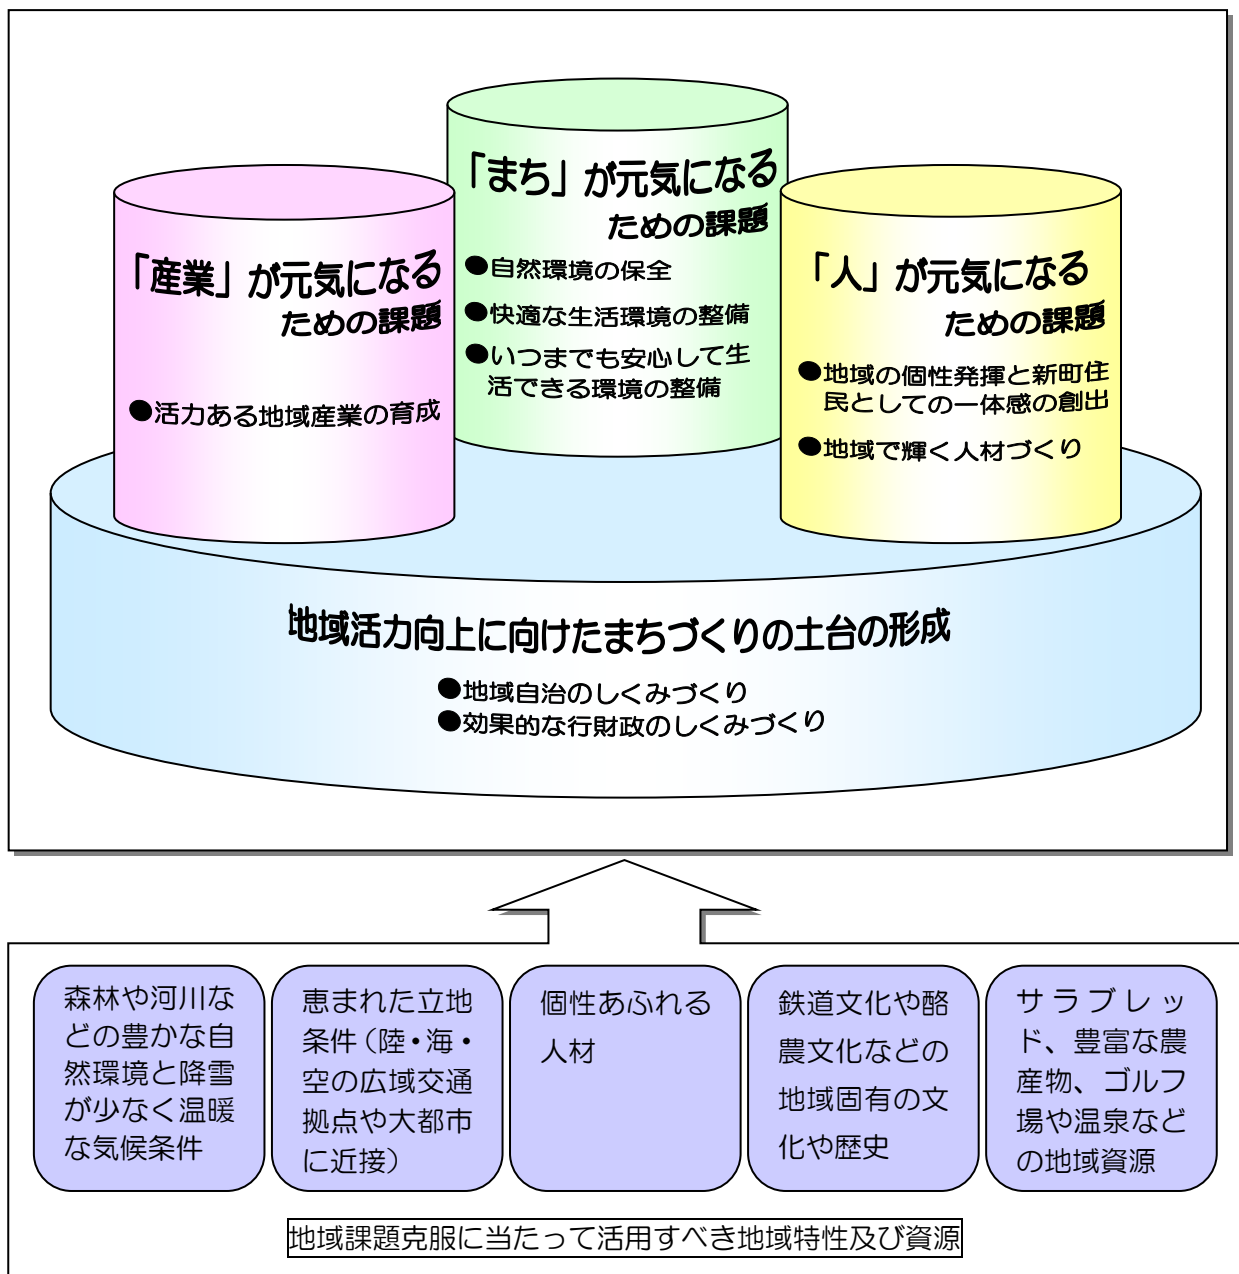 「まち」が元気になる
ための課題
●自然環境の保全
●快適な生活環境の整備
●いつまでも安心して生
活できる環境の整備
「産業」が元気になる
ための課題
●活力ある地域産業の育成
「人」が元気になる
ための課題
●地域の個性発揮と新町住
民としての一体感の創出
●地域で輝く人材づくり
地域活力向上に向けたまちづくりの土台の形成
●地域自治のしくみづくり
●効果的な行財政のしくみづくり
森林や河川な
どの豊かな自
然環境と降雪
が少なく温暖
な気候条件
恵まれた立地
条件（陸・海・
空の広域交通
拠点や大都市
に近接）
個性あふれる
人材
鉄道文化や酪
農文化などの
地域固有の文
化や歴史
サラブレッ
ド、豊富な農
産物、ゴルフ
場や温泉など
の地域資源
地域課題克服に当たって活用すべき地域特性及び資源